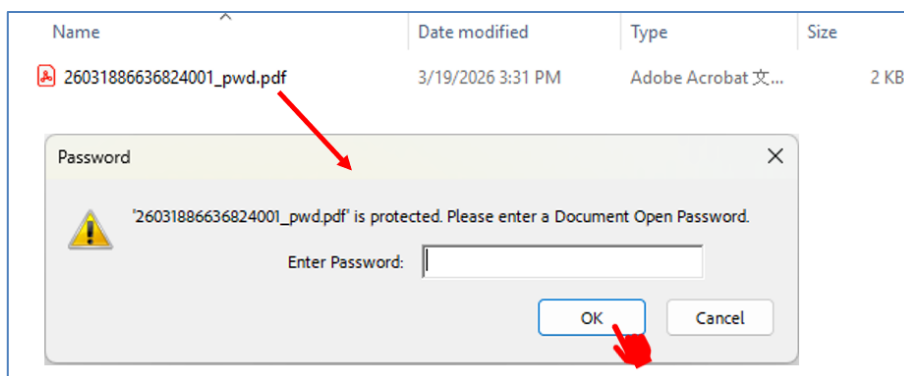 Name Date modified Type Size
26031886636824001_pwd.pdf 3/19/2026 3:31 PM Adobe Acrobat 文... 2 KB
Password
'26031886636824001_pwd.pdf' is protected. Please enter a Document Open Password.
Enter Password:
OK Cancel